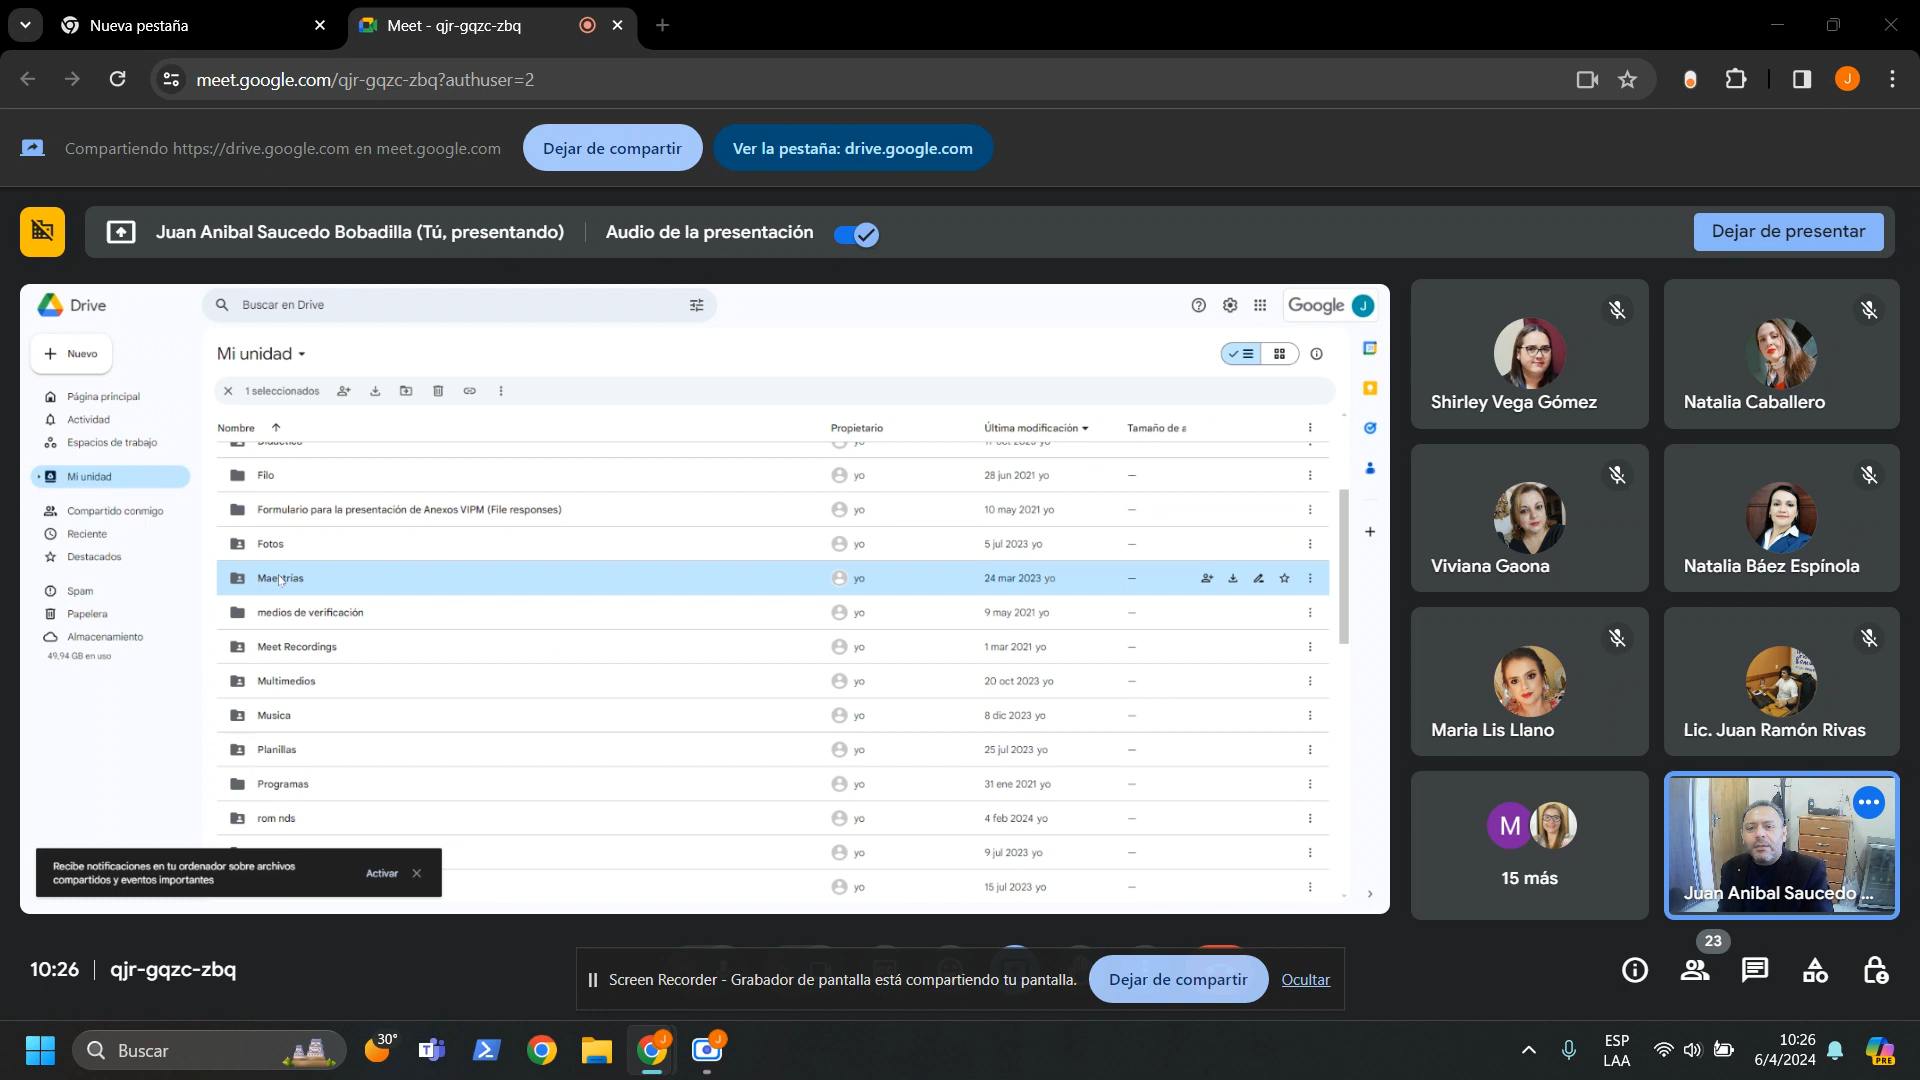 Nueva pestaña
Meet - qjr-gqzc-zbq
meet.google.com/qjr-gqzc-zbq?authuser=2
J
Compartiendo https://drive.google.com en meet.google.com
Dejar de compartir
Ver la pestaña: drive.google.com
Juan Anibal Saucedo Bobadilla (Tú, presentando)
Audio de la presentación
Dejar de presentar
Drive
Buscar en Drive
Google
J
Nuevo
Mi unidad
1 seleccionados
Página principal
Actividad
Espacios de trabajo
Mi unidad
Compartido conmigo
Reciente
Destacados
Spam
Papelera
Almacenamiento
49,94 GB en uso
Nombre Propietario Última modificación Tamaño de a
Filo yo 28 jun 2021 yo —
Formulario para la presentación de Anexos VIPM (File responses) yo 10 may 2021 yo —
Fotos yo 5 jul 2023 yo —
Maestrias yo 24 mar 2023 yo —
medios de verificación yo 9 may 2021 yo —
Meet Recordings yo 1 mar 2021 yo —
Multimedios yo 20 oct 2023 yo —
Musica yo 8 dic 2023 yo —
Planillas yo 25 jul 2023 yo —
Programas yo 31 ene 2021 yo —
rom nds yo 4 feb 2024 yo —
yo 9 jul 2023 yo —
yo 15 jul 2023 yo —
Recibe notificaciones en tu ordenador sobre archivos
compartidos y eventos importantes
Activar
Shirley Vega Gómez
Natalia Caballero
Viviana Gaona
Natalia Báez Espínola
Maria Lis Llano
Lic. Juan Ramón Rivas
M
15 más
Juan Anibal Saucedo ...
10:26
qjr-gqzc-zbq
Screen Recorder - Grabador de pantalla está compartiendo tu pantalla.
Dejar de compartir
Ocultar
23
Buscar
30°
J
J
ESP
LAA
10:26
6/4/2024
PRE